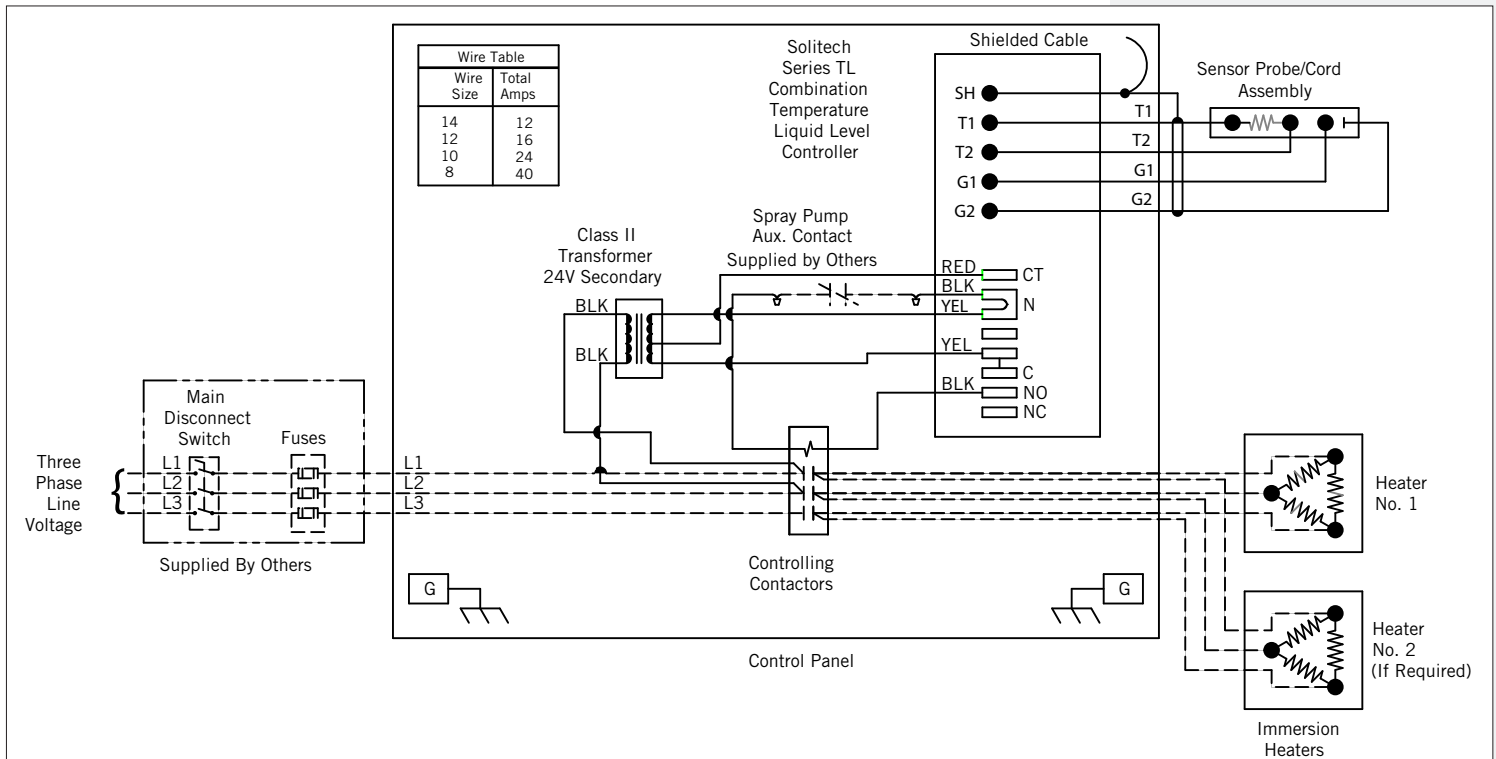 Wire Table
Wire Size Total Amps
14 12
12 16
10 24
8 40
Solitech
Series TL
Combination
Temperature
Liquid Level
Controller
Shielded Cable
SH
T1
T2
G1
G2
T1
T2
G1
G2
Sensor Probe/Cord
Assembly
Spray Pump
Aux. Contact
Supplied by Others
Class II
Transformer
24V Secondary
BLK
BLK
RED
BLK
YEL
YEL
BLK
CT
N
C
NO
NC
Main
Disconnect
Switch
Fuses
Three
Phase
Line
Voltage
L1
L2
L3
L1
L2
L3
Supplied By Others
Controlling
Contactors
G
G
Control Panel
Heater
No. 1
Heater
No. 2
(If Required)
Immersion
Heaters